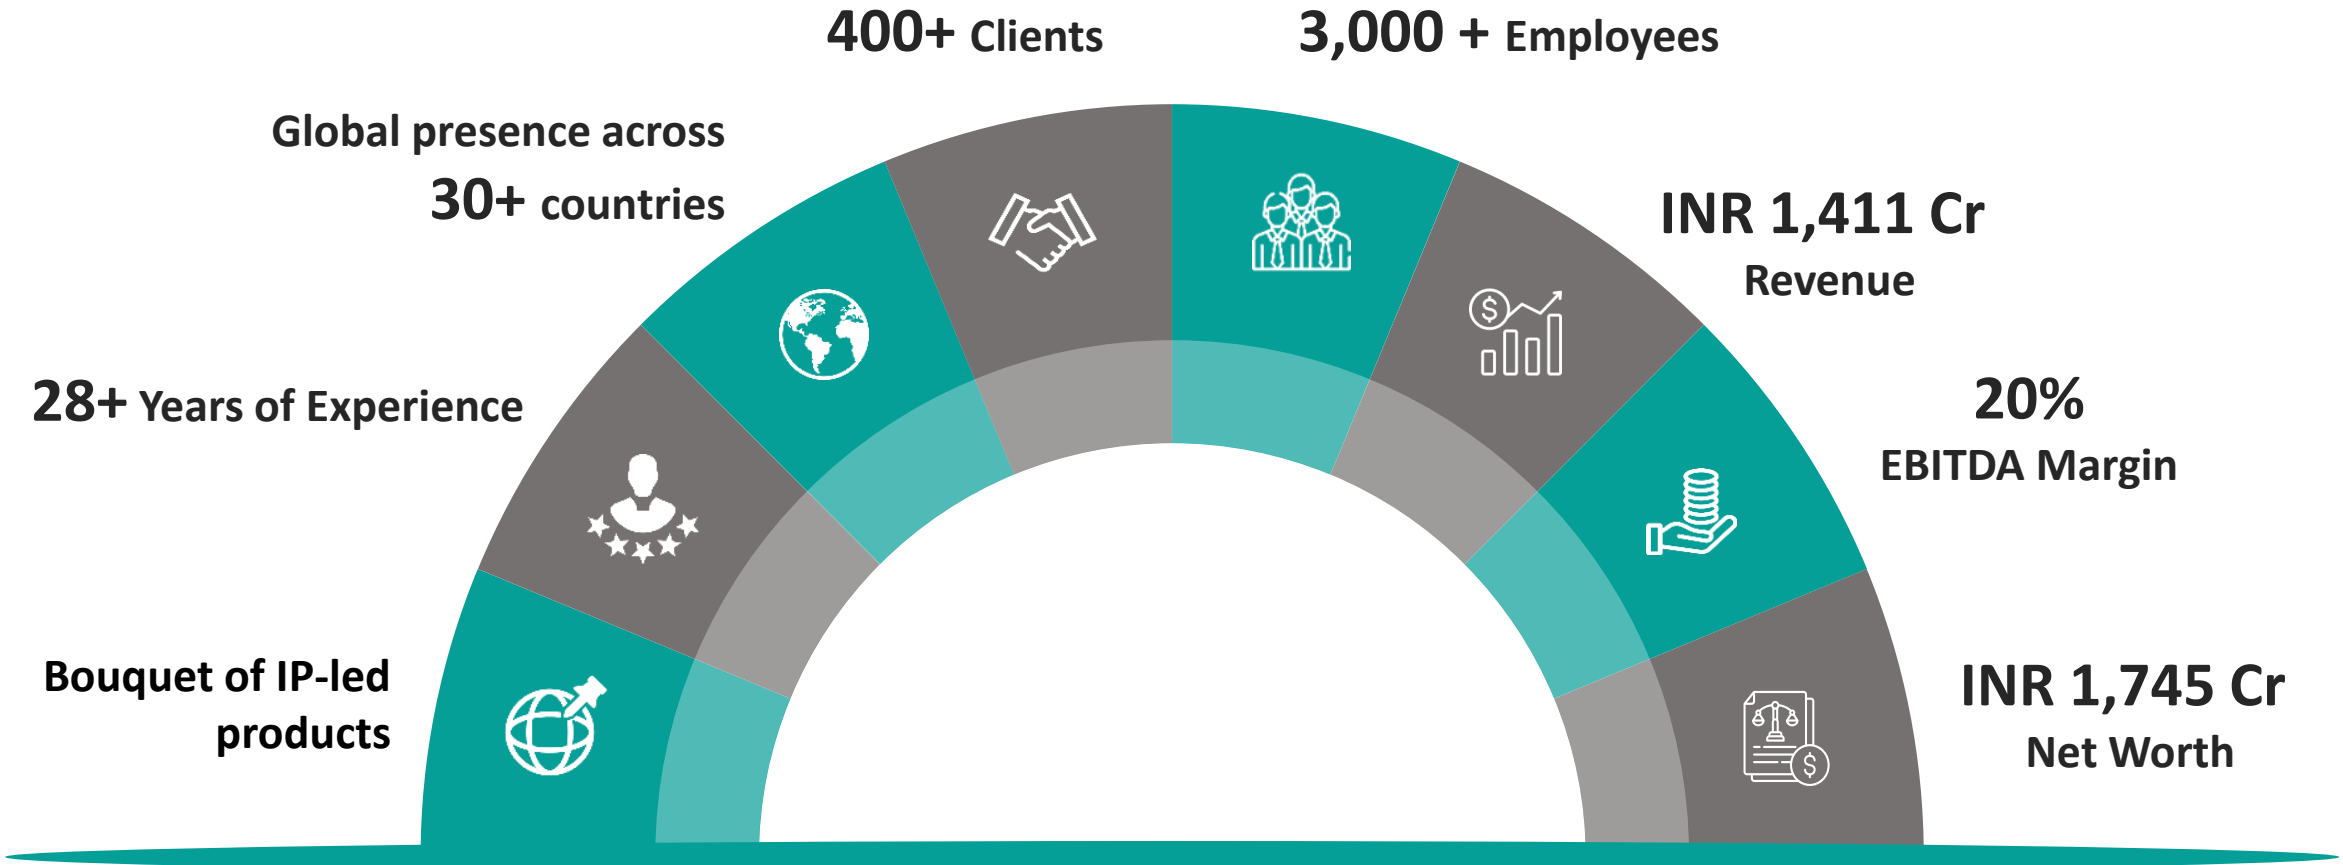 400+ Clients
3,000 + Employees
Global presence across
30+ countries
INR 1,411 Cr
Revenue
28+ Years of Experience
20%
EBITDA Margin
Bouquet of IP-led
products
INR 1,745 Cr
Net Worth